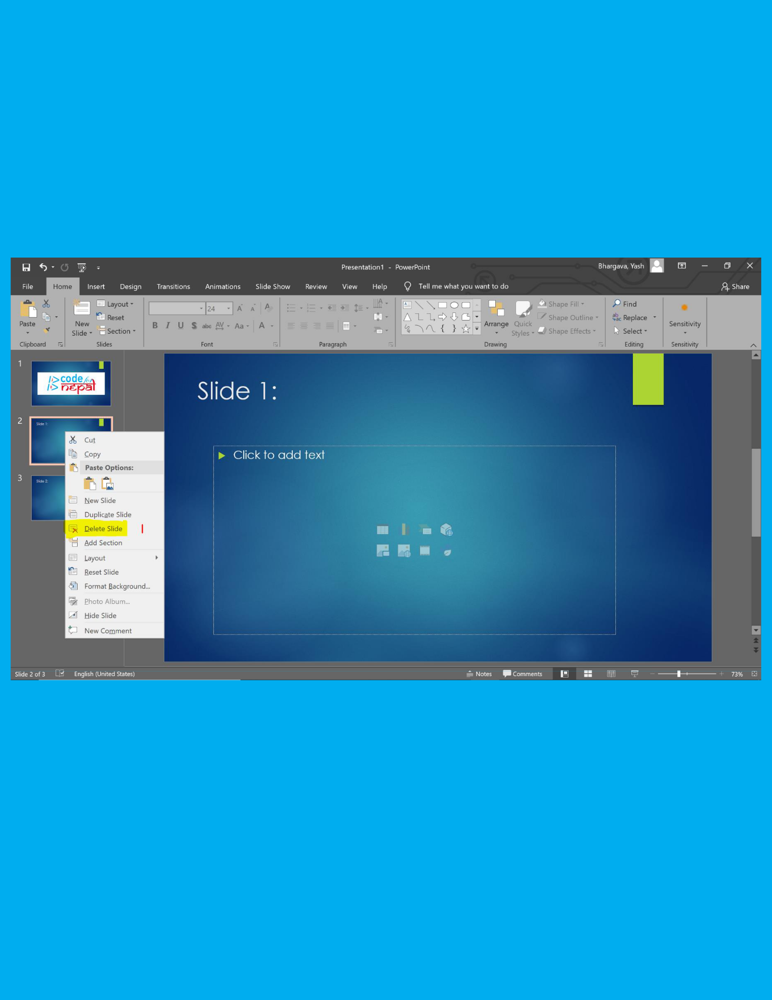 Presentation1 - PowerPoint
Bhargava, Yash
File Home Insert Design Transitions Animations Slide Show Review View Help Tell me what you want to do Share
Paste
Clipboard
New Slide
Layout
Reset
Section
Slides
24
A A A
B I U S abc AV Aa A
Font
A
Paragraph
A
{ }
Arrange
Quick Styles
Shape Fill
Shape Outline
Shape Effects
Drawing
Find
ab ac Replace
Select
Editing
Sensitivity
Sensitivity
1
code for
nepal
2
Slide 1:
3
Slide 2:
Cut
Copy
Paste Options:
New Slide
Duplicate Slide
Delete Slide
Add Section
Layout
Reset Slide
Format Background...
Photo Album...
Hide Slide
New Comment
Slide 1:
Click to add text
Slide 2 of 3 English (United States) Notes Comments 73%